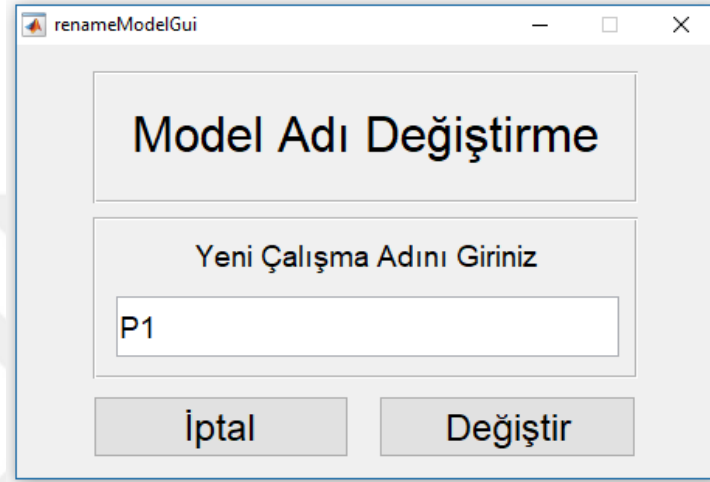 renameModelGui
Model Adı Değiştirme
Yeni Çalışma Adını Giriniz
P1
İptal
Değiştir